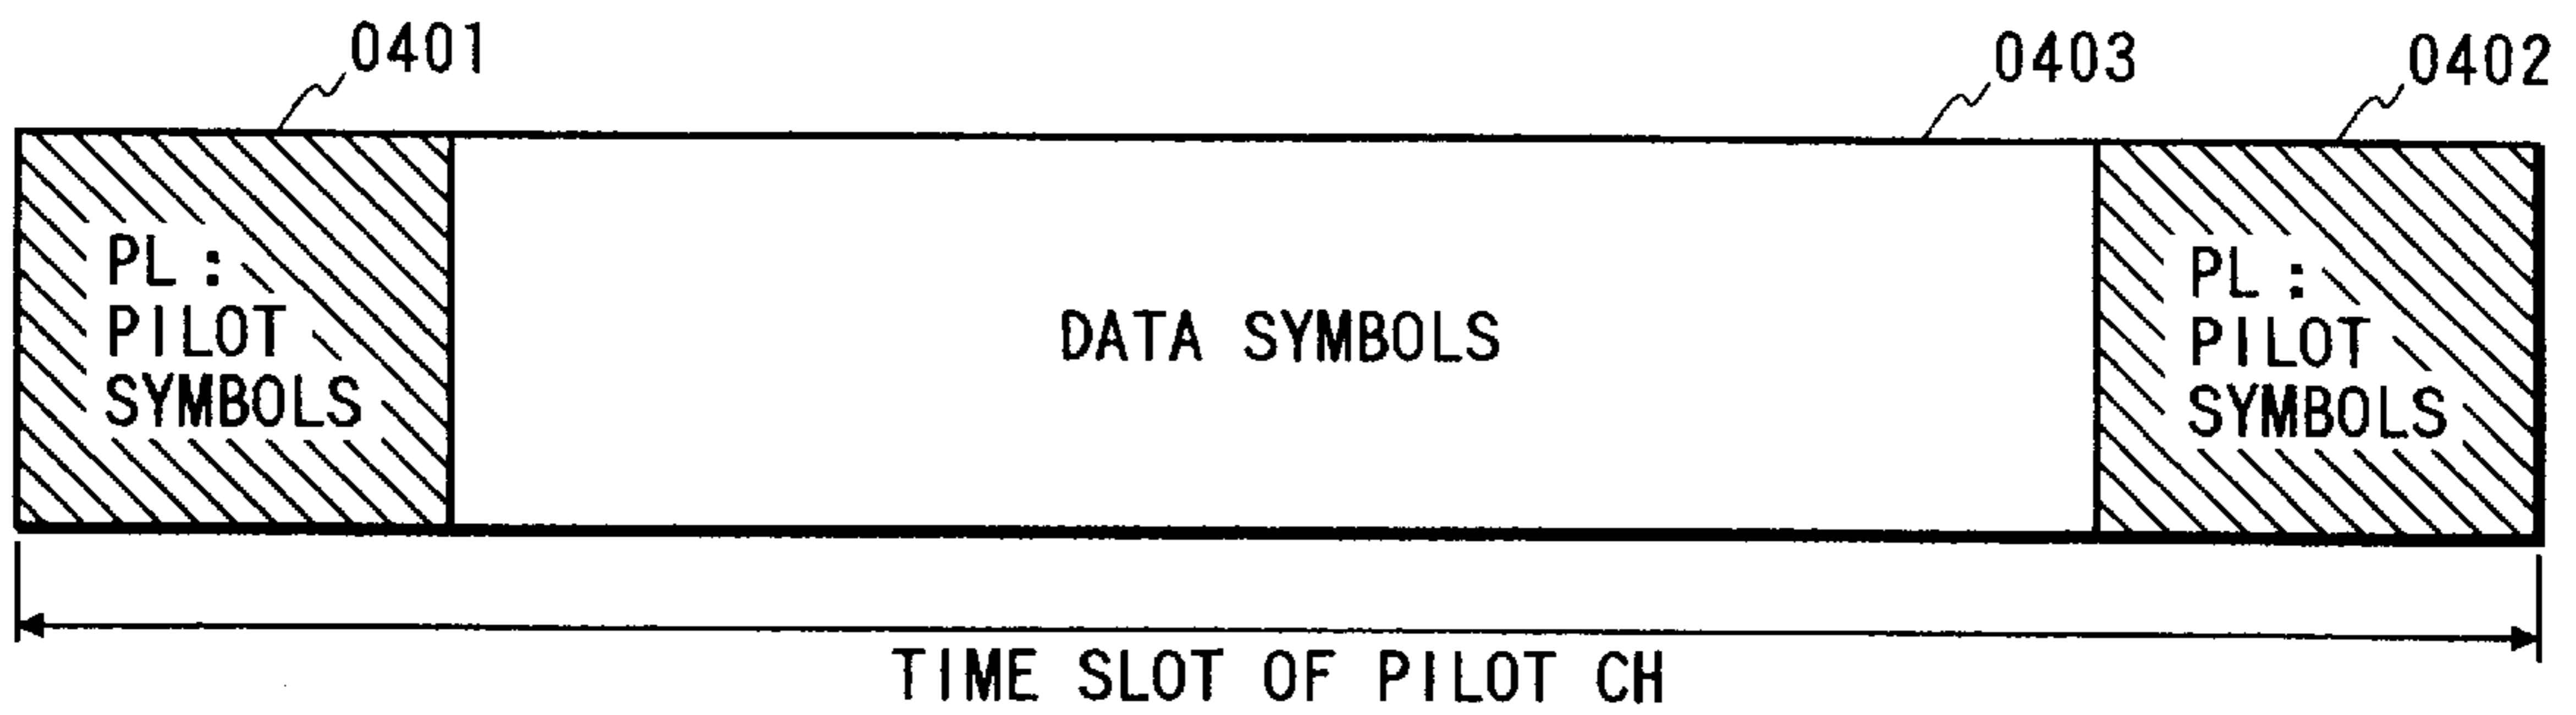 0401
0403
0402
PL:
PILOT
SYMBOLS
DATA SYMBOLS
PL:
PILOT
SYMBOLS
TIME SLOT OF PILOT CH